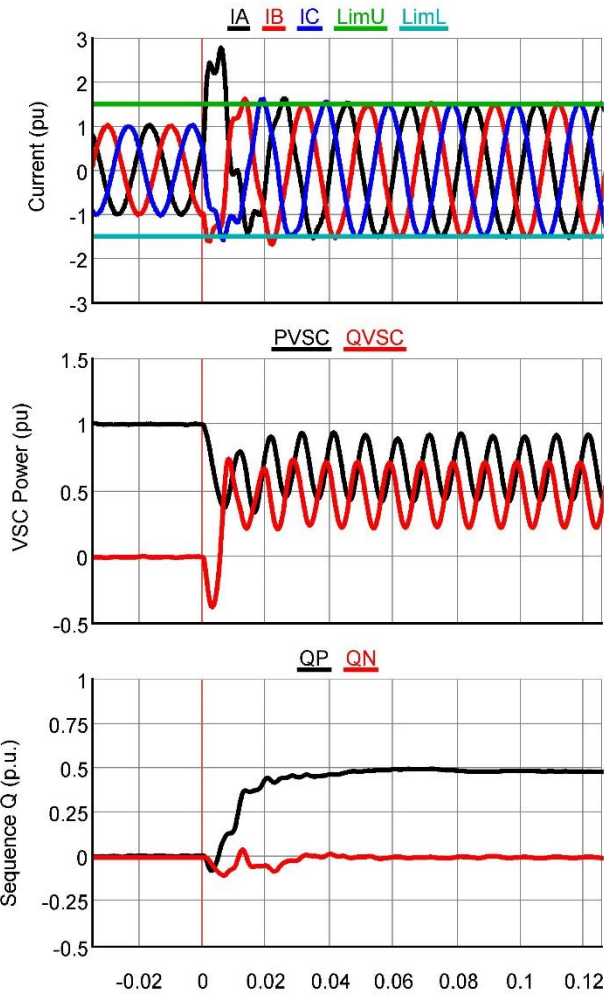 IA IB IC LimU LimL
3
2
1
0
-1
-2
-3
Current (pu)
PVSC QVSC
1.5
1
0.5
0
-0.5
VSC Power (pu)
QP QN
1
0.75
0.5
0.25
0
-0.25
-0.5
Sequence Q (p.u.)
-0.02 0 0.02 0.04 0.06 0.08 0.1 0.12